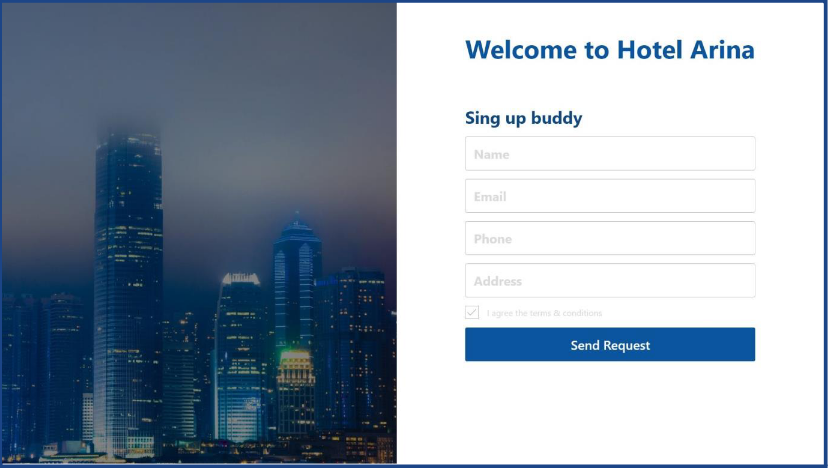 Welcome to Hotel Arina
Sing up buddy
Name
Email
Phone
Address
I agree the terms & conditions
Send Request